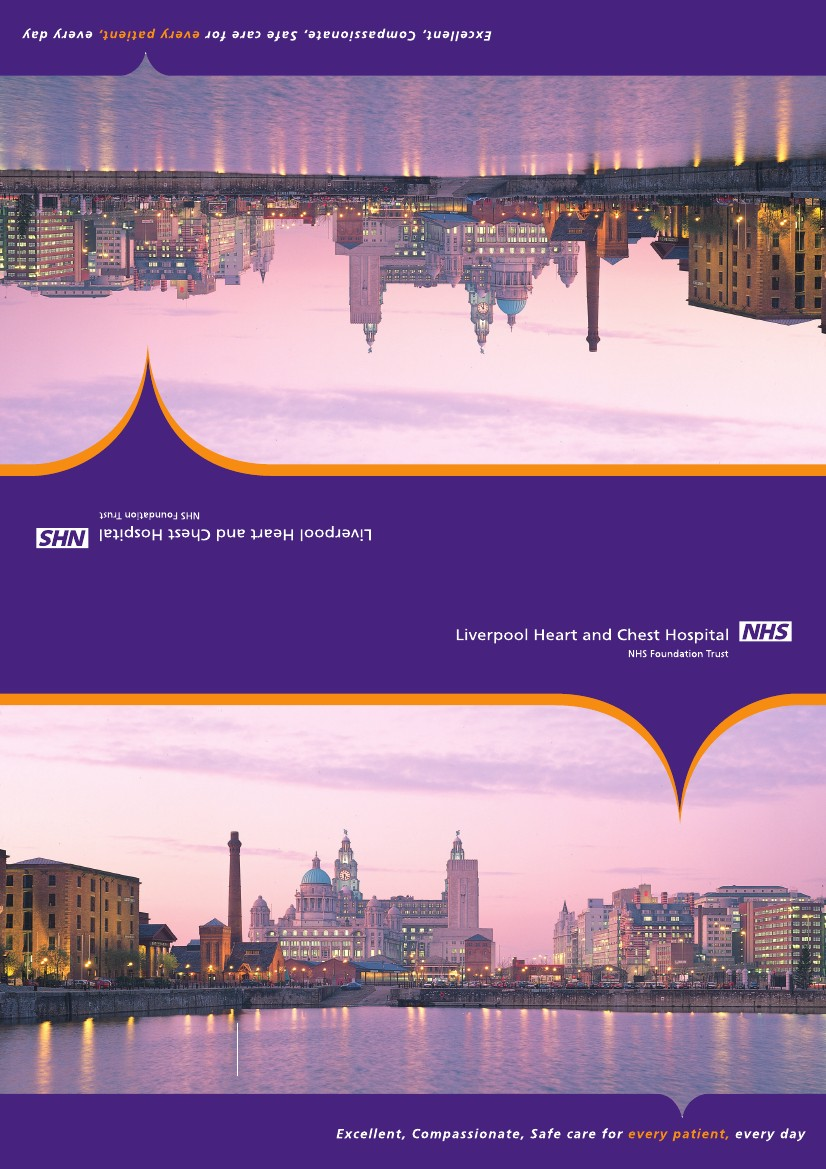 Excellent, Compassionate, Safe care for every patient, every day
NHS Foundation Trust
Liverpool Heart and Chest Hospital NHS
Liverpool Heart and Chest Hospital NHS
NHS Foundation Trust
Excellent, Compassionate, Safe care for every patient, every day